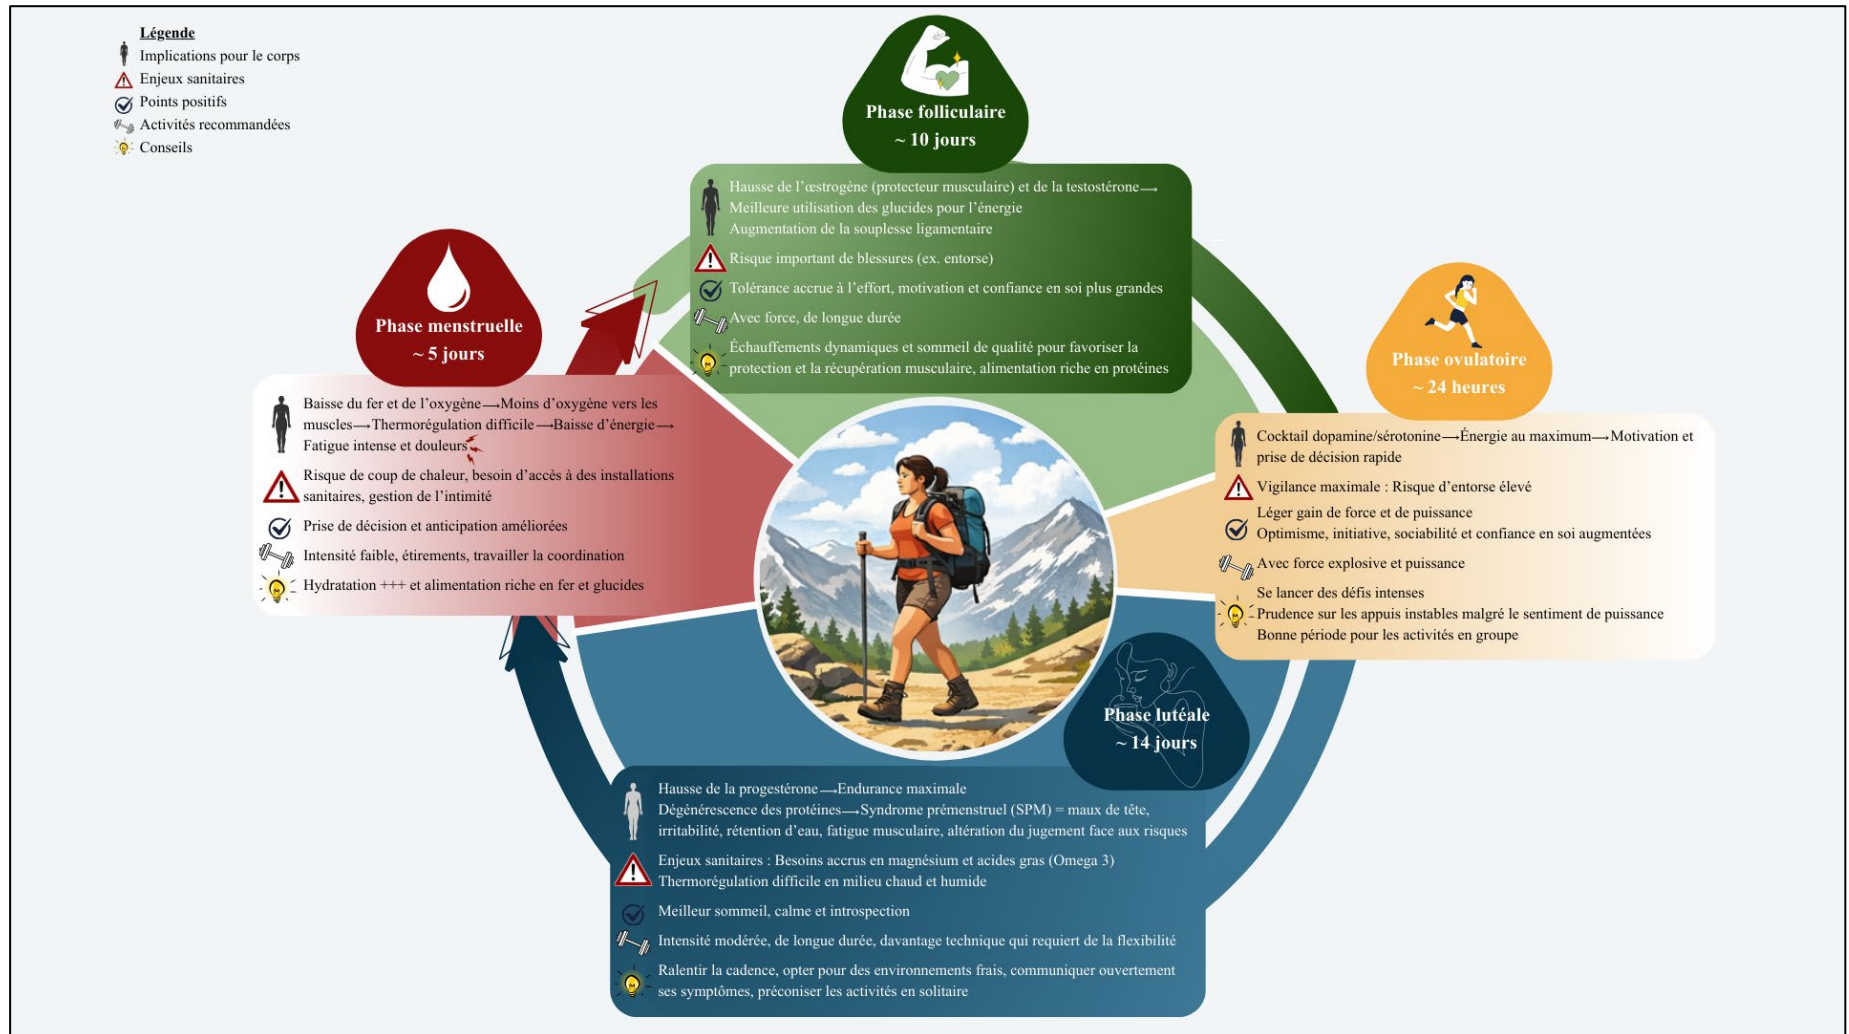 Légende
Implications pour le corps
Enjeux sanitaires
Points positifs
Activités recommandées
Conseils
Phase folliculaire
~ 10 jours
Hausse de l’œstrogène (protecteur musculaire) et de la testostérone→
Meilleure utilisation des glucides pour l’énergie
Augmentation de la souplesse ligamentaire
Risque important de blessures (ex. entorse)
Tolérance accrue à l’effort, motivation et confiance en soi plus grandes
Avec force, de longue durée
Échauffements dynamiques et sommeil de qualité pour favoriser la
protection et la récupération musculaire, alimentation riche en protéines
Phase menstruelle
~ 5 jours
Baisse du fer et de l’oxygène→Moins d’oxygène vers les
muscles→Thermorégulation difficile→Baisse d’énergie→
Fatigue intense et douleurs
Risque de coup de chaleur, besoin d’accès à des installations
sanitaires, gestion de l’intimité
Prise de décision et anticipation améliorées
Intensité faible, étirements, travailler la coordination
Hydratation +++ et alimentation riche en fer et glucides
Phase ovulatoire
~ 24 heures
Cocktail dopamine/sérotonine→Énergie au maximum→Motivation et
prise de décision rapide
Vigilance maximale : Risque d’entorse élevé
Léger gain de force et de puissance
Optimisme, initiative, sociabilité et confiance en soi augmentées
Avec force explosive et puissance
Se lancer des défis intenses
Prudence sur les appuis instables malgré le sentiment de puissance
Bonne période pour les activités en groupe
Phase lutéale
~ 14 jours
Hausse de la progestérone→Endurance maximale
Dégénérescence des protéines→Syndrome prémenstruel (SPM) = maux de tête,
irritabilité, rétention d’eau, fatigue musculaire, altération du jugement face aux risques
Enjeux sanitaires : Besoins accrus en magnésium et acides gras (Omega 3)
Thermorégulation difficile en milieu chaud et humide
Meilleur sommeil, calme et introspection
Intensité modérée, de longue durée, davantage technique qui requiert de la flexibilité
Ralentir la cadence, opter pour des environnements frais, communiquer ouvertement
ses symptômes, préconiser les activités en solitaire